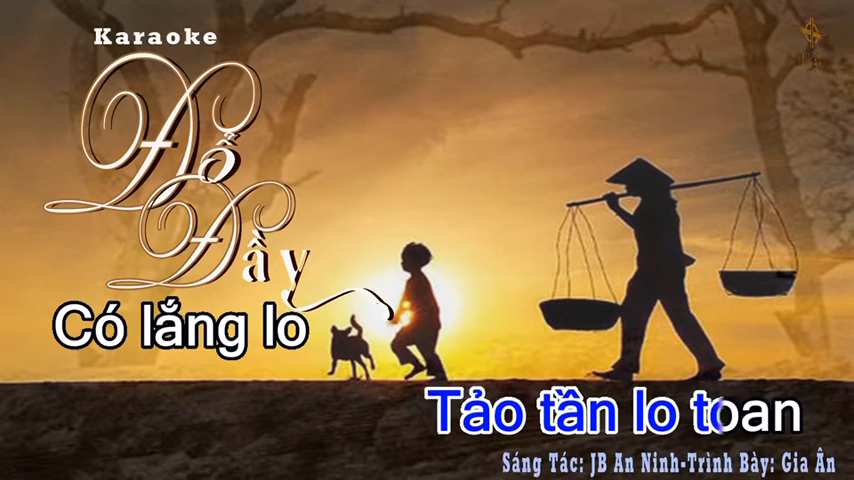 Karaoke
Đỗ
Đầy
Có lắng lo
Tảo tần lo toan
Sáng Tác: JB An Ninh-Trình Bày: Gia Ân